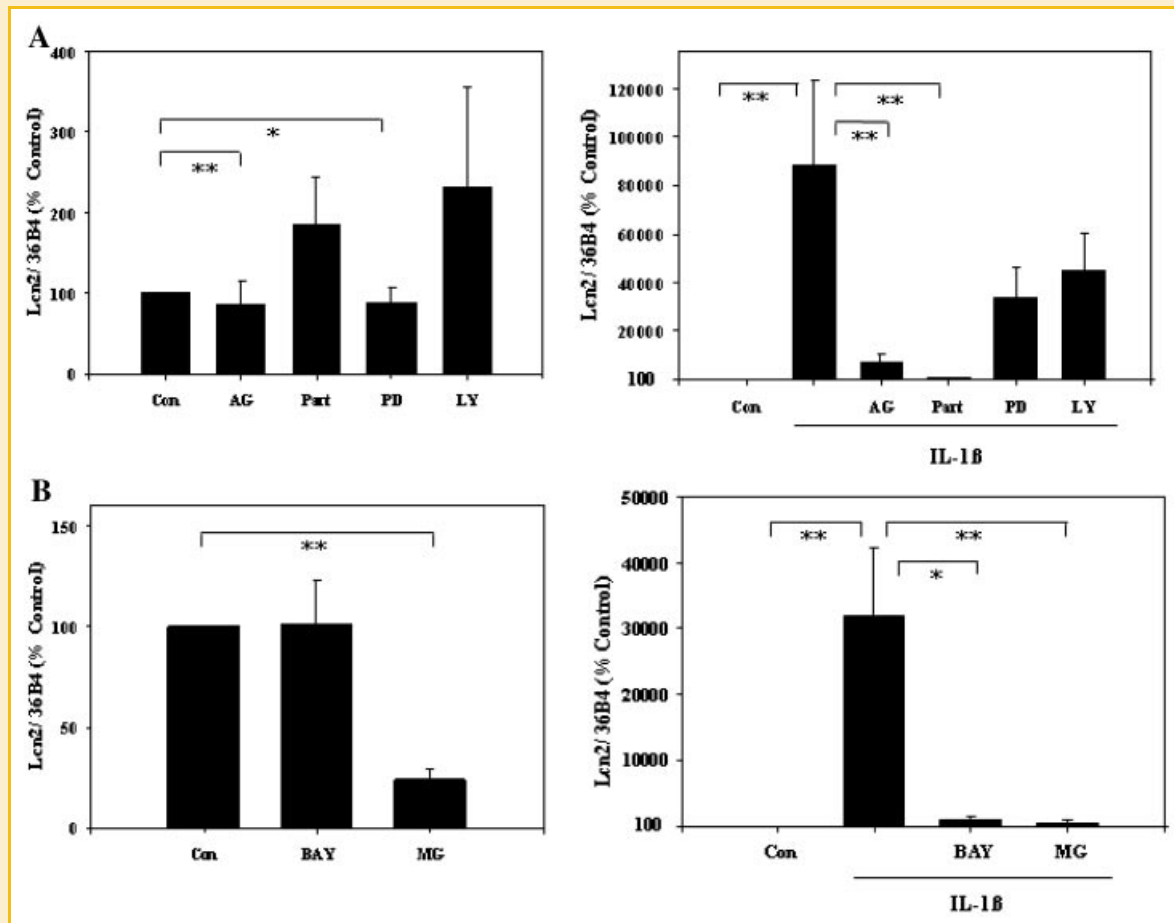 A
Lcn2/ 36B4 (% Control)
400
300
200
100
0
*
**
Con AG Part PD LY
Lcn2/ 36B4 (% Control)
120000
100000
80000
60000
40000
20000
100
** **
**
Con AG Part PD LY
IL-1ß
B
Lcn2/ 36B4 (% Control)
150
100
50
0
**
Con BAY MG
Lcn2/ 36B4 (% Control)
50000
40000
30000
20000
10000
100
** **
*
Con BAY MG
IL-1ß